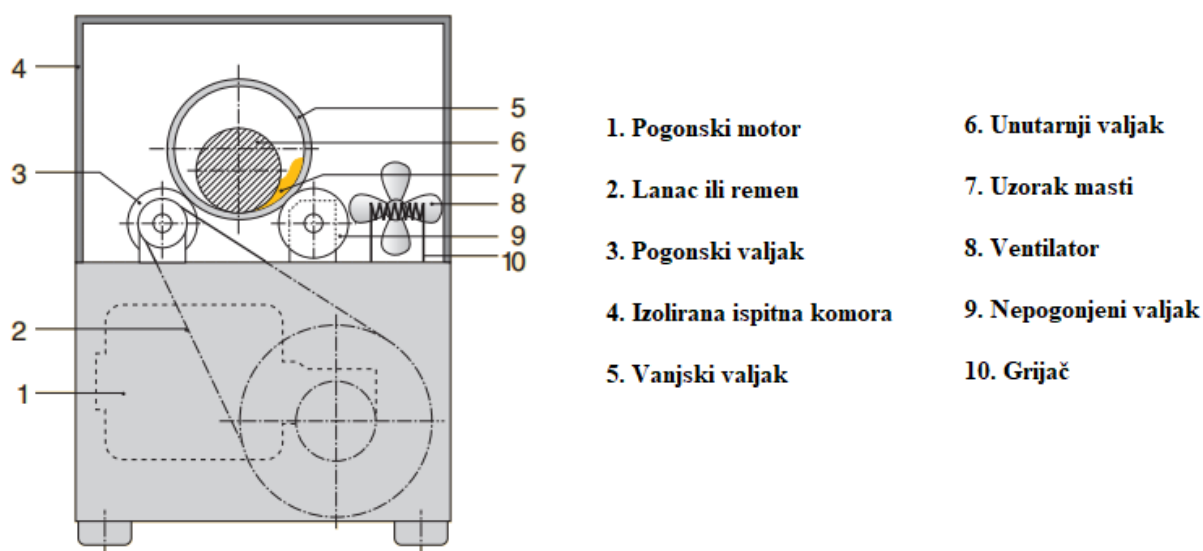 4
3
2
1
5
6
7
8
9
10
1. Pogonski motor
2. Lanac ili remen
3. Pogonski valjak
4. Izolirana ispitna komora
5. Vanjski valjak
6. Unutarnji valjak
7. Uzorak masti
8. Ventilator
9. Nepogonjeni valjak
10. Grijač